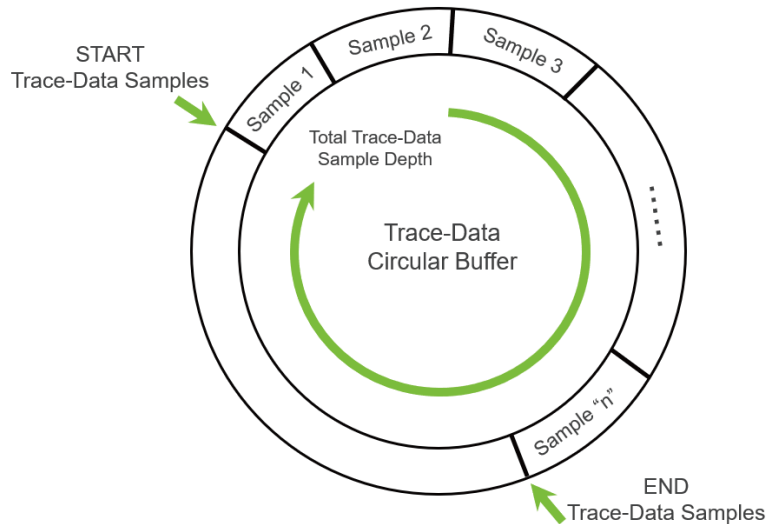 START
Trace-Data Samples
Sample 1
Sample 2
Sample 3
Total Trace-Data
Sample Depth
Trace-Data
Circular Buffer
......
Sample “n”
END
Trace-Data Samples